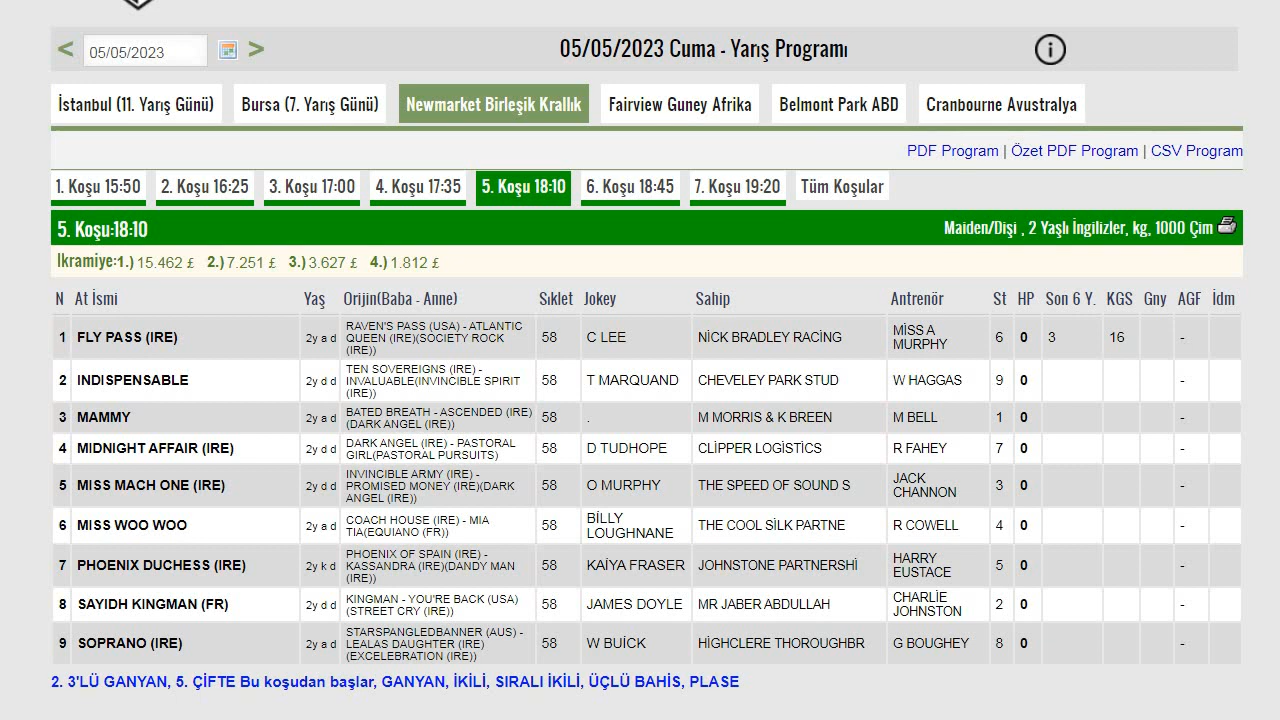 05/05/2023
05/05/2023 Cuma - Yarış Programı
İstanbul (11. Yarış Günü) Bursa (7. Yarış Günü) Newmarket Birleşik Krallık Fairview Guney Afrika Belmont Park ABD Cranbourne Avustralya
PDF Program | Özet PDF Program | CSV Program
1. Koşu 15:50 2. Koşu 16:25 3. Koşu 17:00 4. Koşu 17:35 5. Koşu 18:10 6. Koşu 18:45 7. Koşu 19:20 Tüm Koşular
5. Koşu:18:10 Maiden/Dişi , 2 Yaşlı İngilizler, kg, 1000 Çim
Ikramiye:1.) 15.462 £ 2.) 7.251 £ 3.) 3.627 £ 4.) 1.812 £
N At İsmi Yaş Orijin(Baba - Anne) Sıklet Jokey Sahip Antrenör St HP Son 6 Y. KGS Gny AGF İdm
1 FLY PASS (IRE) 2y a d RAVEN'S PASS (USA) - ATLANTIC QUEEN (IRE)(SOCIETY ROCK (IRE)) 58 C LEE NİCK BRADLEY RACİNG MİSS A MURPHY 6 0 3 16 -
2 INDISPENSABLE 2y d d TEN SOVEREIGNS (IRE) - INVALUABLE(INVINCIBLE SPIRIT (IRE)) 58 T MARQUAND CHEVELEY PARK STUD W HAGGAS 9 0 -
3 MAMMY 2y a d BATED BREATH - ASCENDED (IRE)(DARK ANGEL (IRE)) 58 . M MORRIS & K BREEN M BELL 1 0 -
4 MIDNIGHT AFFAIR (IRE) 2y d d DARK ANGEL (IRE) - PASTORAL GIRL(PASTORAL PURSUITS) 58 D TUDHOPE CLİPPER LOGİSTİCS R FAHEY 7 0 -
5 MISS MACH ONE (IRE) 2y d d INVINCIBLE ARMY (IRE) - PROMISED MONEY (IRE)(DARK ANGEL (IRE)) 58 O MURPHY THE SPEED OF SOUND S JACK CHANNON 3 0 -
6 MISS WOO WOO 2y a d COACH HOUSE (IRE) - MIA TIA(EQUIANO (FR)) 58 BİLLY LOUGHNANE THE COOL SİLK PARTNE R COWELL 4 0 -
7 PHOENIX DUCHESS (IRE) 2y k d PHOENIX OF SPAIN (IRE) - KASSANDRA (IRE)(DANDY MAN (IRE)) 58 KAİYA FRASER JOHNSTONE PARTNERSHİ HARRY EUSTACE 5 0 -
8 SAYIDH KINGMAN (FR) 2y d d KINGMAN - YOU'RE BACK (USA)(STREET CRY (IRE)) 58 JAMES DOYLE MR JABER ABDULLAH CHARLİE JOHNSTON 2 0 -
9 SOPRANO (IRE) 2y a d STARSPANGLEDBANNER (AUS) - LEALAS DAUGHTER (IRE)(EXCELEBRATION (IRE)) 58 W BUİCK HİGHCLERE THOROUGHBR G BOUGHEY 8 0 -
2. 3'LÜ GANYAN, 5. ÇİFTE Bu koşudan başlar, GANYAN, İKİLİ, SIRALI İKİLİ, ÜÇLÜ BAHİS, PLASE